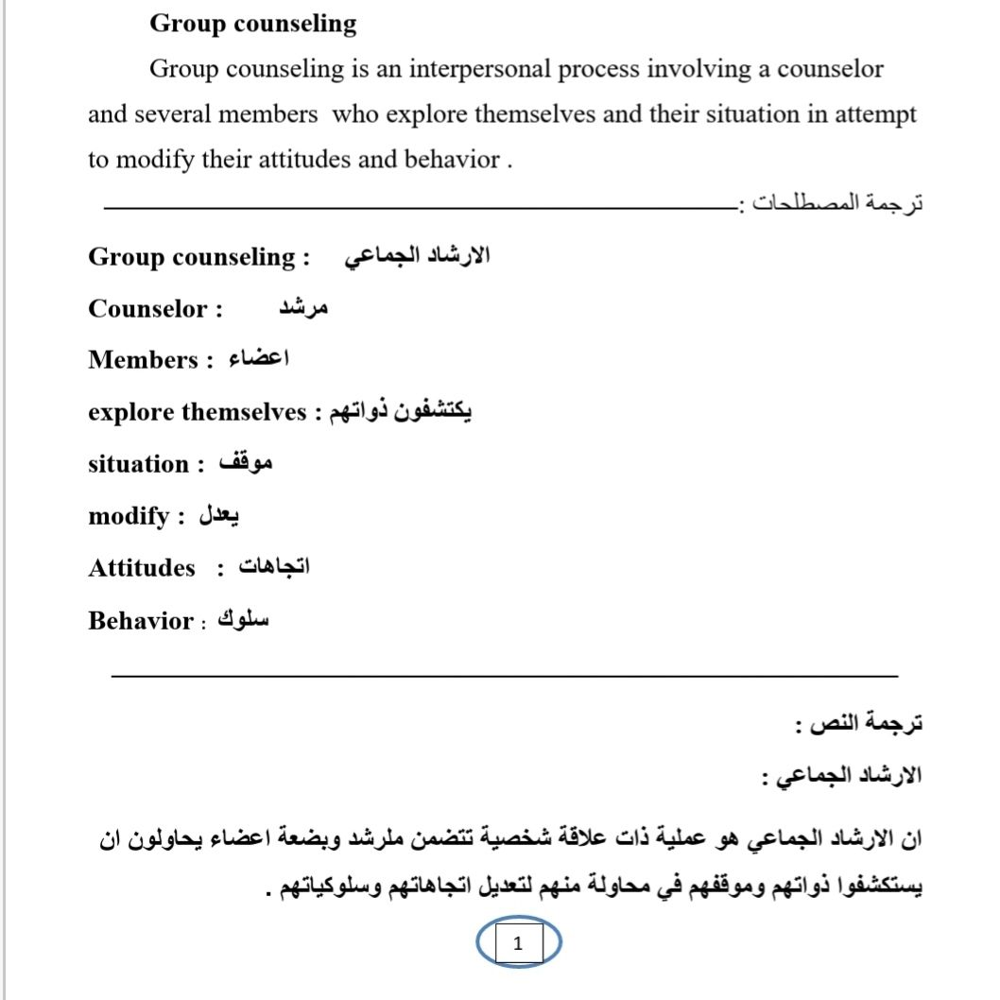 Group counseling
Group counseling is an interpersonal process involving a counselor
and several members who explore themselves and their situation in attempt
to modify their attitudes and behavior .
ترجمة المصطلحات :
Group counseling : الارشاد الجماعي
Counselor : مرشد
Members : اعضاء
explore themselves : يكتشفون ذواتهم
situation : موقف
modify : يعدل
Attitudes : اتجاهات
Behavior : سلوك
ترجمة النص :
الارشاد الجماعي :
ان الارشاد الجماعي هو عملية ذات علاقة شخصية تتضمن ملرشد وبضعة اعضاء يحاولون ان
يستكشفوا ذواتهم وموقفهم في محاولة منهم لتعديل اتجاهاتهم وسلوكياتهم .
1